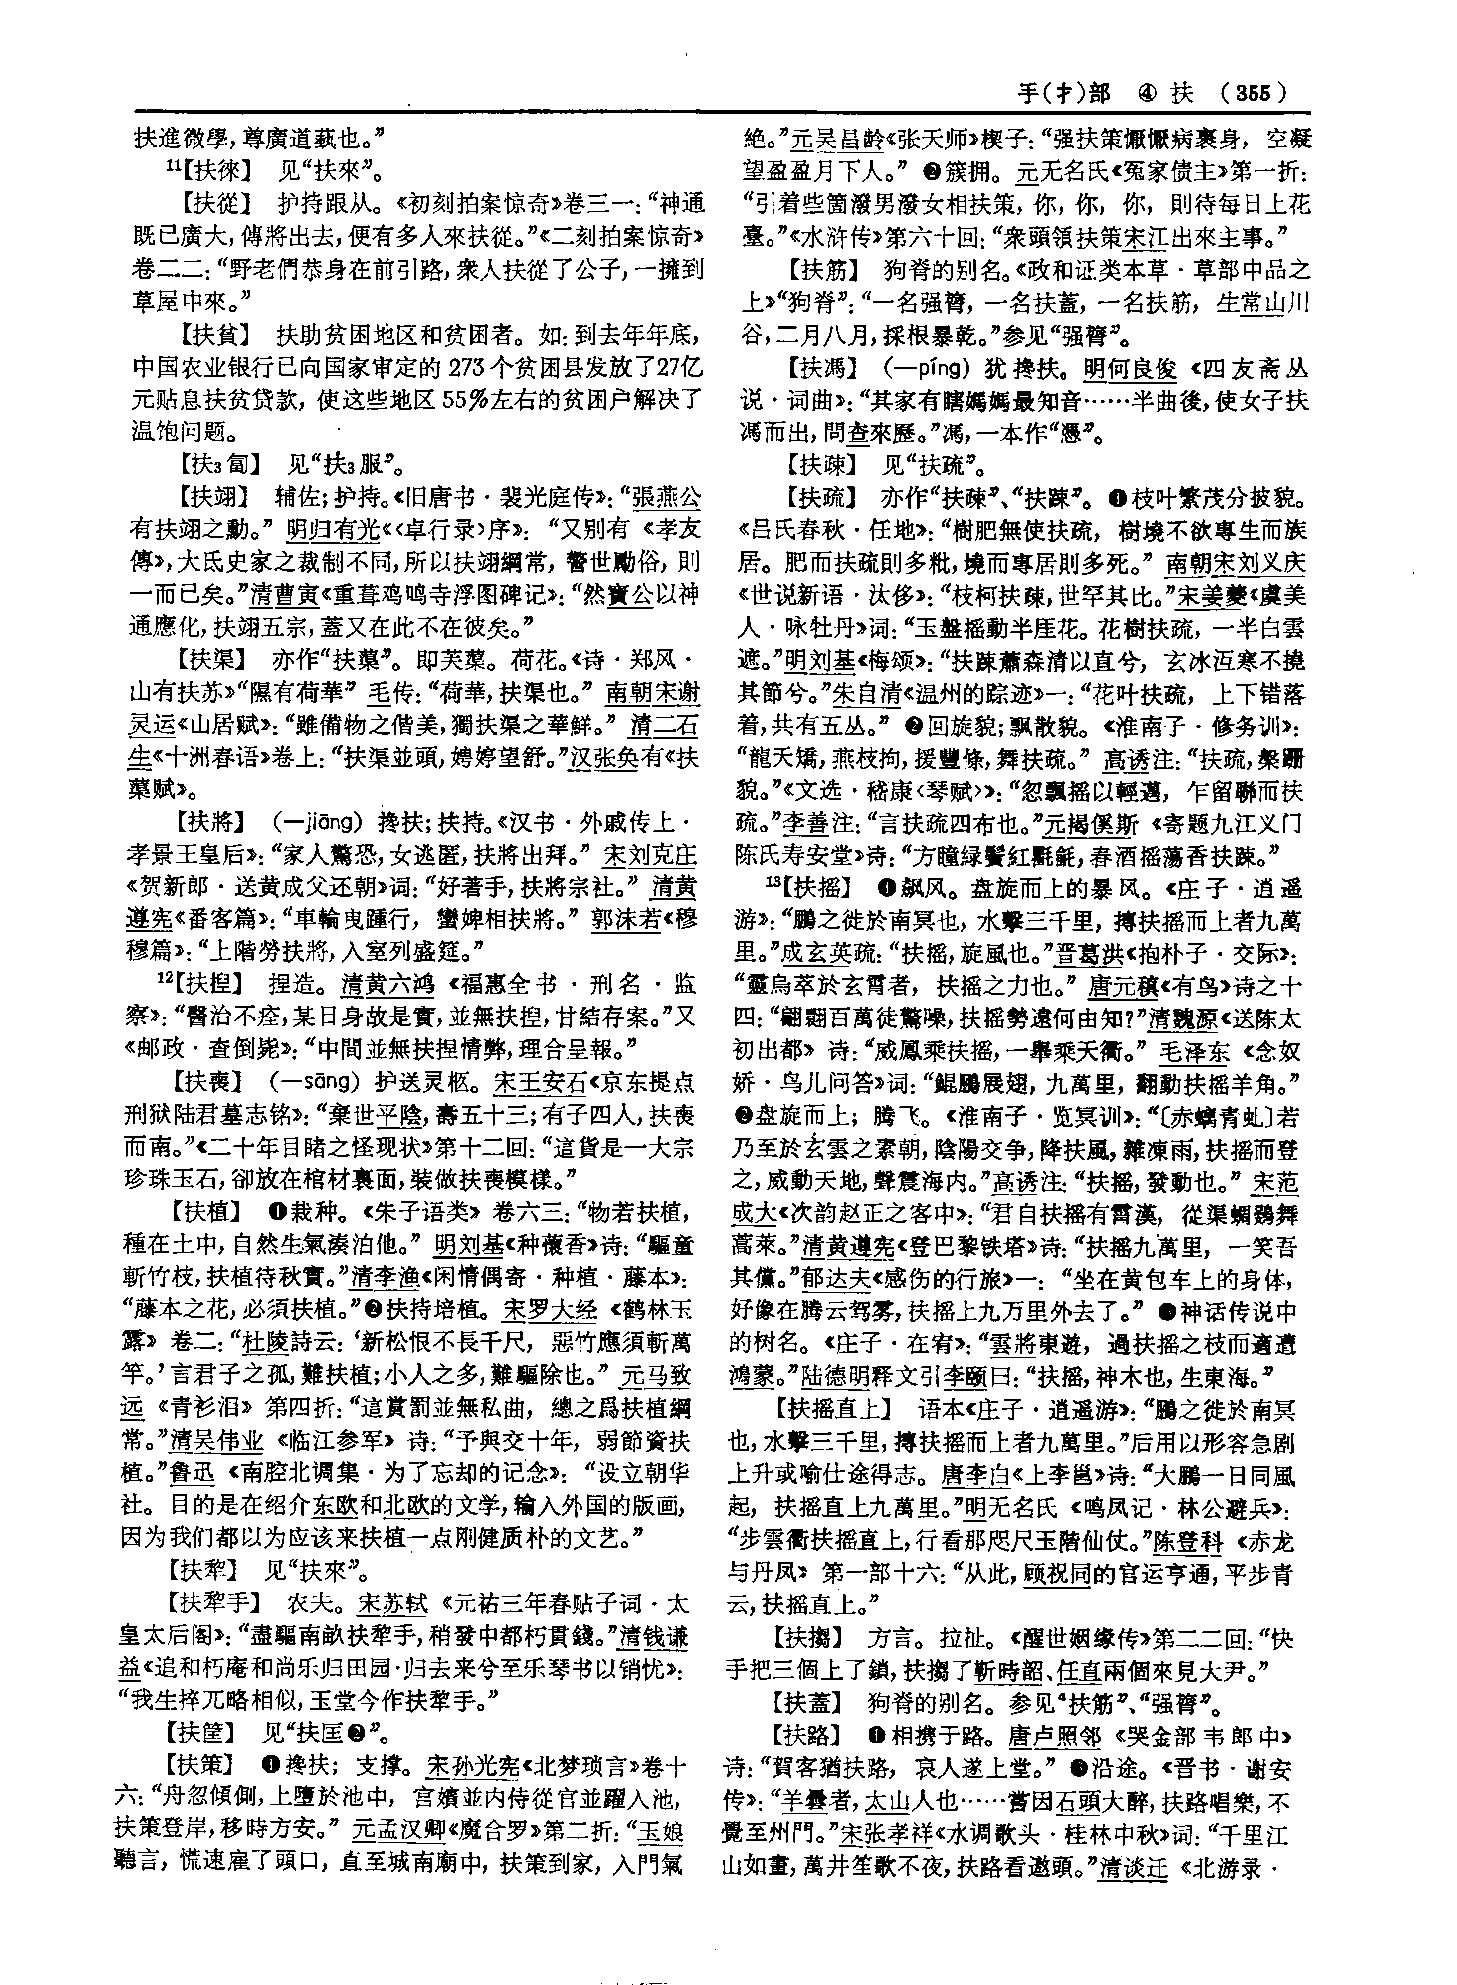 手(扌)部 ④ 扶 (355)
扶進微學,尊廣道蓺也。”
11【扶徠】 见“扶來”。
【扶從】 护持跟从。《初刻拍案惊奇》卷三一:“神通
既已廣大,傳將出去,便有多人來扶從。”《二刻拍案惊奇》
卷二二:“野老們恭身在前引路,衆人扶從了公子,一擁到
草屋中來。”
【扶貧】 扶助贫困地区和贫困者。如:到去年年底,
中国农业银行已向国家审定的 273 个贫困县发放了27亿
元贴息扶贫贷款,使这些地区 55%左右的贫困户解决了
温饱问题。
【扶3匐】 见“扶3服”。
【扶翊】 辅佐;护持。《旧唐书·裴光庭传》:“張燕公
有扶翊之勳。” 明归有光《〈卓行录〉序》:“又别有《孝友
傳》,大氐史家之裁制不同,所以扶翊綱常,警世勵俗,則
一而已矣。”清曹寅《重葺鸡鸣寺浮图碑记》:“然寶公以神
通應化,扶翊五宗,蓋又在此不在彼矣。”
【扶渠】 亦作“扶蕖”。即芙蕖。荷花。《诗·郑风·
山有扶苏》“隰有荷華” 毛传:“荷華,扶渠也。” 南朝宋谢
灵运《山居赋》:“雖備物之偕美,獨扶渠之華鮮。” 清二石
生《十洲春语》卷上:“扶渠並頭,娉婷望舒。”汉张奂有《扶
蕖赋》。
【扶將】 (—jiāng) 搀扶;扶持。《汉书·外戚传上·
孝景王皇后》:“家人驚恐,女逃匿,扶將出拜。” 宋刘克庄
《贺新郎·送黄成父还朝》词:“好著手,扶將宗社。” 清黄
遵宪《番客篇》:“車輪曳踵行,蠻婢相扶將。” 郭沫若《穆
穆篇》:“上階勞扶將,入室列盛筵。”
12【扶捏】 捏造。清黄六鸿《福惠全书·刑名·监
察》:“醫治不痊,某日身故是實,並無扶捏,甘結存案。”又
《邮政·查倒毙》:“中間並無扶捏情弊,理合呈報。”
【扶喪】 (—sāng) 护送灵柩。宋王安石《京东提点
刑狱陆君墓志铭》:“棄世平陰,壽五十三;有子四人,扶喪
而南。”《二十年目睹之怪现状》第十二回:“這貨是一大宗
珍珠玉石,卻放在棺材裏面,裝做扶喪模樣。”
【扶植】 ❶栽种。《朱子语类》卷六三:“物若扶植,
種在土中,自然生氣湊泊他。” 明刘基《种蘹香》诗:“驅童
斬竹枝,扶植待秋實。”清李渔《闲情偶寄·种植·藤本》:
“藤本之花,必須扶植。”❷扶持培植。宋罗大经《鹤林玉
露》卷二:“杜陵詩云:‘新松恨不長千尺,惡竹應須斬萬
竿。’言君子之孤,難扶植;小人之多,難驅除也。” 元马致
远《青衫泪》第四折:“這賞罰並無私曲,總之爲扶植綱
常。”清吴伟业《临江参军》诗:“予與交十年,弱節資扶
植。”鲁迅《南腔北调集·为了忘却的记念》:“设立朝华
社。目的是在绍介东欧和北欧的文学,输入外国的版画,
因为我们都以为应该来扶植一点刚健质朴的文艺。”
【扶犂】 见“扶來”。
【扶犂手】 农夫。宋苏轼《元祐三年春贴子词·太
皇太后阁》:“盡驅南畝扶犂手,稍發中都朽貫錢。”清钱谦
益《追和朽庵和尚乐归田园·归去来兮至乐琴书以销忧》:
“我生捽兀略相似,玉堂今作扶犂手。”
【扶筐】 见“扶匡❷”。
【扶策】 ❶搀扶;支撑。宋孙光宪《北梦琐言》卷十
六:“舟忽傾側,上墮於池中,宫嬪並内侍從官並躍入池,
扶策登岸,移時方安。” 元孟汉卿《魔合罗》第二折:“玉娘
聽言,慌速雇了頭口,直至城南廟中,扶策到家,入門氣
絶。”元吴昌龄《张天师》楔子:“强扶策懨懨病裹身,空凝
望盈盈月下人。” ❷簇拥。元无名氏《冤家债主》第一折:
“引着些箇潑男潑女相扶策,你,你,你,則待每日上花
臺。”《水浒传》第六十回:“衆頭領扶策宋江出來主事。”
【扶筋】 狗脊的别名。《政和证类本草·草部中品之
上》“狗脊”:“一名强膂,一名扶蓋,一名扶筋,生常山川
谷,二月八月,採根暴乾。”参见“强膂”。
【扶馮】 (—píng) 犹搀扶。明何良俊《四友斋丛
说·词曲》:“其家有瞎媽媽最知音……半曲後,使女子扶
馮而出,問查來歷。”馮,一本作“憑”。
【扶疎】 见“扶疏”。
【扶疏】 亦作“扶疎”、“扶踈”。❶枝叶繁茂分披貌。
《吕氏春秋·任地》:“樹肥無使扶疏,樹墝不欲專生而族
居。肥而扶疏則多粃,墝而專居則多死。” 南朝宋刘义庆
《世说新语·汰侈》:“枝柯扶疎,世罕其比。”宋姜夔《虞美
人·咏牡丹》词:“玉盤摇動半厓花。花樹扶疏,一半白雲
遮。”明刘基《梅颂》:“扶踈蕭森清以直兮,玄冰沍寒不撓
其節兮。”朱自清《温州的踪迹》一:“花叶扶疏,上下错落
着,共有五丛。” ❷回旋貌;飘散貌。《淮南子·修务训》:
“龍夭矯,燕枝拘,援豐條,舞扶疏。” 高诱注:“扶疏,槃跚
貌。”《文选·嵇康〈琴赋〉》:“忽飄摇以輕邁,乍留聯而扶
疏。”李善注:“言扶疏四布也。”元揭傒斯《寄题九江义门
陈氏寿安堂》诗:“方瞳緑鬢紅氍毹,春酒摇蕩香扶踈。”
13【扶摇】 ❶飙风。盘旋而上的暴风。《庄子·逍遥
游》:“鵬之徙於南冥也,水擊三千里,摶扶摇而上者九萬
里。”成玄英疏:“扶摇,旋風也。”晋葛洪《抱朴子·交际》:
“靈烏萃於玄霄者,扶摇之力也。” 唐元稹《有鸟》诗之十
四:“翩翾百萬徒驚噪,扶摇勢遠何由知?”清魏源《送陈太
初出都》诗:“威鳳乘扶摇,一舉乘天衢。” 毛泽东《念奴
娇·鸟儿问答》词:“鯤鵬展翅,九萬里,翻動扶摇羊角。”
❷盘旋而上;腾飞。《淮南子·览冥训》:“〔赤螭青虬〕若
乃至於玄雲之素朝,陰陽交争,降扶風,雜凍雨,扶摇而登
之,威動天地,聲震海内。”高诱注:“扶摇,發動也。” 宋范
成大《次韵赵正之客中》:“君自扶摇有霄漢,從渠蜩鷃舞
蒿萊。”清黄遵宪《登巴黎铁塔》诗:“扶摇九萬里,一笑吾
其儻。”郁达夫《感伤的行旅》一:“坐在黄包车上的身体,
好像在腾云驾雾,扶摇上九万里外去了。” ❸神话传说中
的树名。《庄子·在宥》:“雲將東遊,過扶摇之枝而適遭
鴻蒙。”陆德明释文引李颐曰:“扶摇,神木也,生東海。”
【扶摇直上】 语本《庄子·逍遥游》:“鵬之徙於南冥
也,水擊三千里,摶扶摇而上者九萬里。”后用以形容急剧
上升或喻仕途得志。唐李白《上李邕》诗:“大鵬一日同風
起,扶摇直上九萬里。”明无名氏《鸣凤记·林公避兵》:
“步雲衢扶摇直上,行看那咫尺玉階仙仗。”陈登科《赤龙
与丹凤》第一部十六:“从此,顾祝同的官运亨通,平步青
云,扶摇直上。”
【扶搊】 方言。拉扯。《醒世姻缘传》第二二回:“快
手把三個上了鎖,扶搊了靳時韶、任直兩個來見大尹。”
【扶蓋】 狗脊的别名。参见“扶筋”、“强膂”。
【扶路】 ❶相携于路。唐卢照邻《哭金部韦郎中》
诗:“賀客猶扶路,哀人遂上堂。” ❷沿途。《晋书·谢安
传》:“羊曇者,太山人也……嘗因石頭大醉,扶路唱樂,不
覺至州門。”宋张孝祥《水调歌头·桂林中秋》词:“千里江
山如畫,萬井笙歌不夜,扶路看遨頭。”清谈迁《北游录·